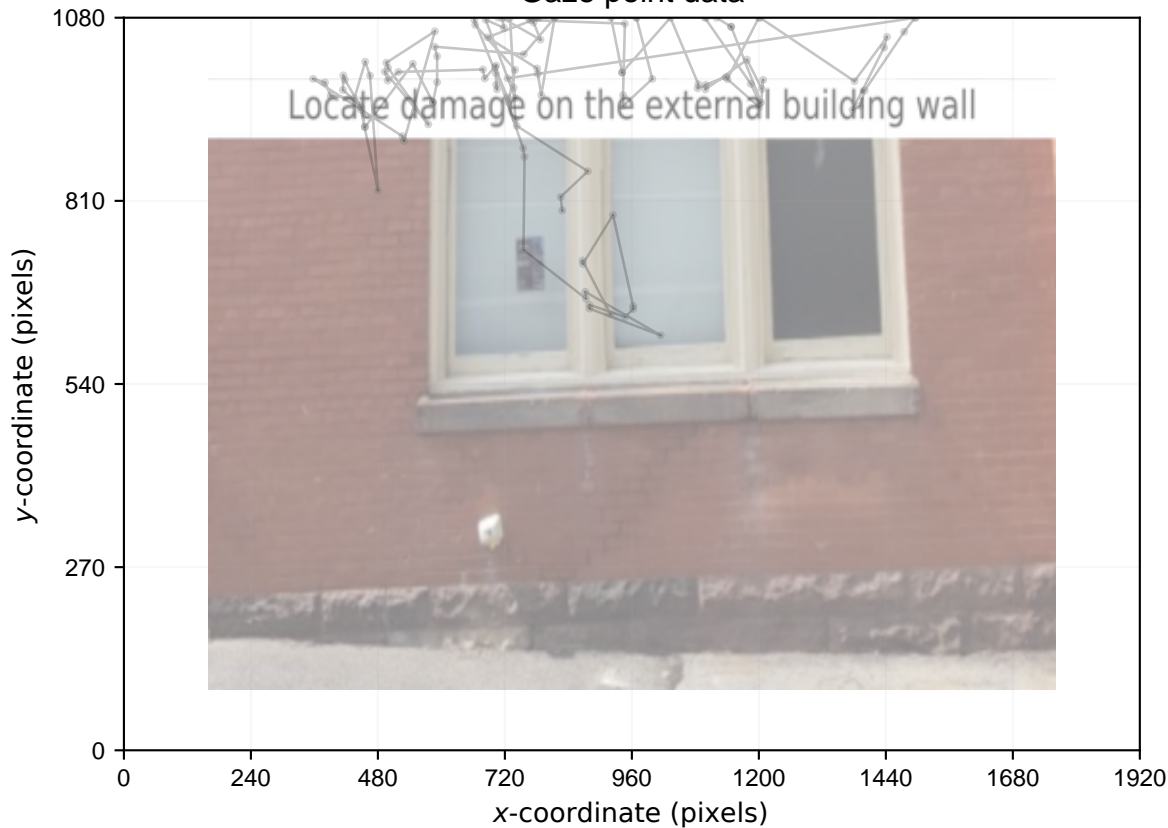 Gaze point data
Locate damage on the external building wall
1080
810
540
270
0
y-coordinate (pixels)
0 240 480 720 960 1200 1440 1680 1920
x-coordinate (pixels)